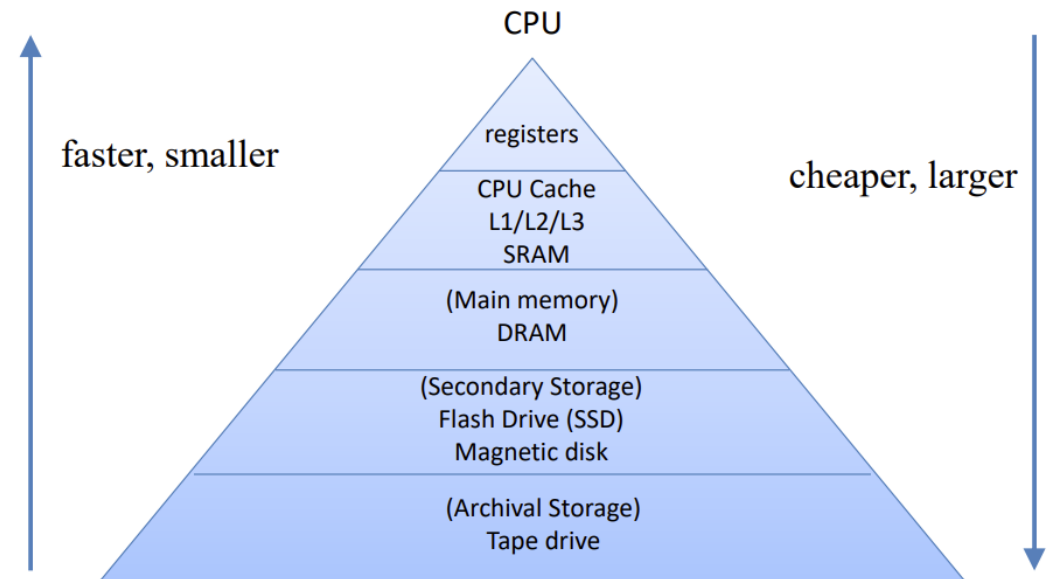 CPU
faster, smaller
cheaper, larger
registers
CPU Cache
L1/L2/L3
SRAM
(Main memory)
DRAM
(Secondary Storage)
Flash Drive (SSD)
Magnetic disk
(Archival Storage)
Tape drive